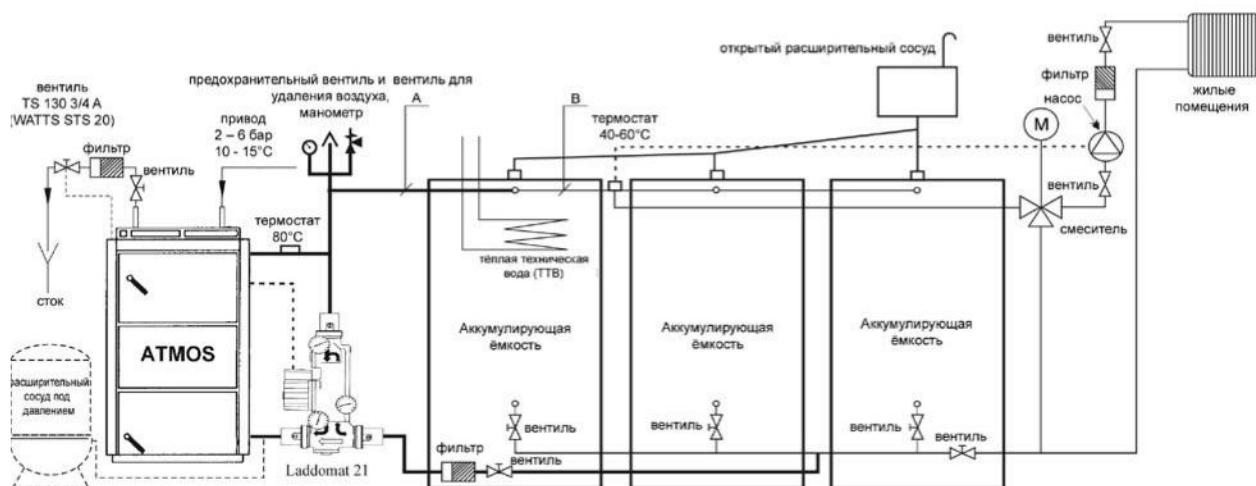 вентиль
TS 130 3/4 A
(WATTS STS 20)
фильтр
вентиль
привод
2 – 6 бар
10 - 15°C
предохранительный вентиль и вентиль для
удаления воздуха,
манометр
A
B
термостат
40-60°C
открытый расширительный сосуд
вентиль
фильтр
насос
M
вентиль
смеситель
жилые
помещения
термостат
80°C
сток
ATMOS
расширительный
сосуд под
давлением
Laddomat 21
тёплая техническая
вода (ТТВ)
Аккумулирующая
ёмкость
Аккумулирующая
ёмкость
Аккумулирующая
ёмкость
вентиль
вентиль
вентиль
вентиль
фильтр
вентиль